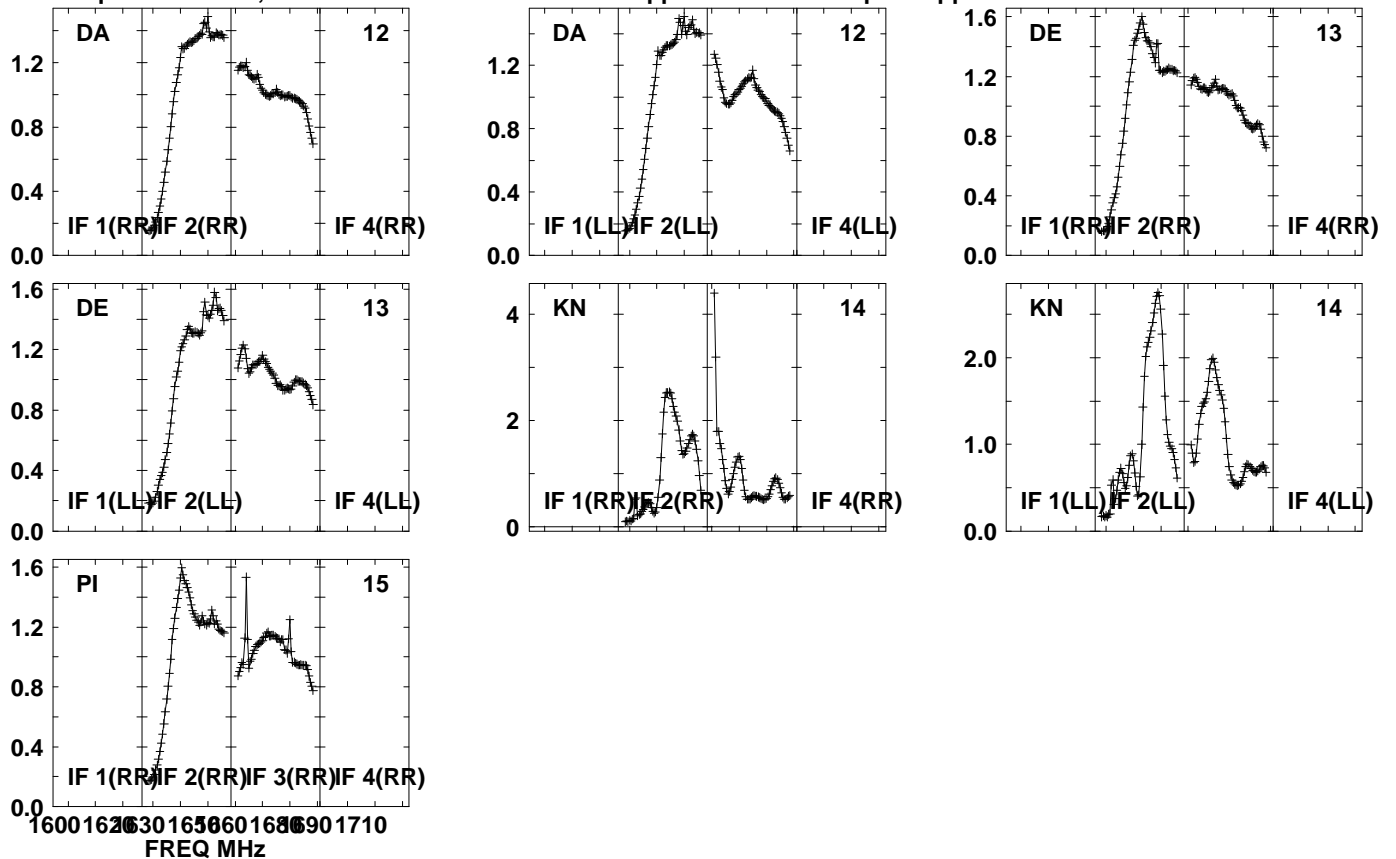 DA 12 DA 12 DE 13
1.6
1.2 1.2 1.2
0.8 0.8 0.8
0.4 0.4 0.4
IF 1(RR) IF 2(RR) IF 4(RR) IF 1(LL) IF 2(LL) IF 4(LL) IF 1(RR) IF 2(RR) IF 4(RR)
0.0 0.0 0.0
DE 13 KN 14 KN 14
1.6 4
1.2 2.0
0.8 2 1.0
0.4
IF 1(LL) IF 2(LL) IF 4(LL) IF 1(RR) IF 2(RR) IF 4(RR) IF 1(LL) IF 2(LL) IF 4(LL)
0.0 0 0.0
PI 15
1.6
1.2
0.8
0.4
IF 1(RR) IF 2(RR) IF 3(RR) IF 4(RR)
0.0
1600 1620 1630 1650 1660 1680 1690 1710
FREQ MHz